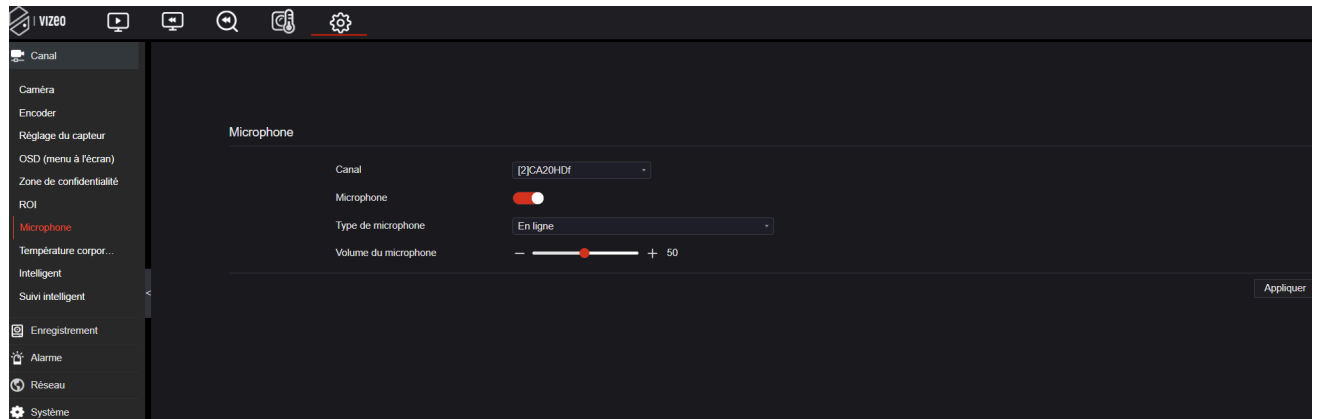 VIZEO
Canal
Caméra
Encoder
Réglage du capteur
OSD (menu à l'écran)
Zone de confidentialité
ROI
Microphone
Température corpor...
Intelligent
Suivi intelligent
Enregistrement
Alarme
Réseau
Système
<
Microphone
Canal [2]CA20HDf
Microphone
Type de microphone En ligne
Volume du microphone − + 50
Appliquer